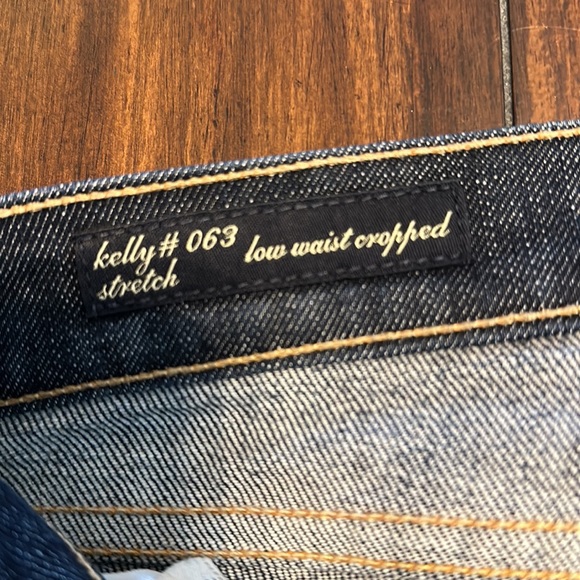 kelly # 063 low waist cropped
stretch